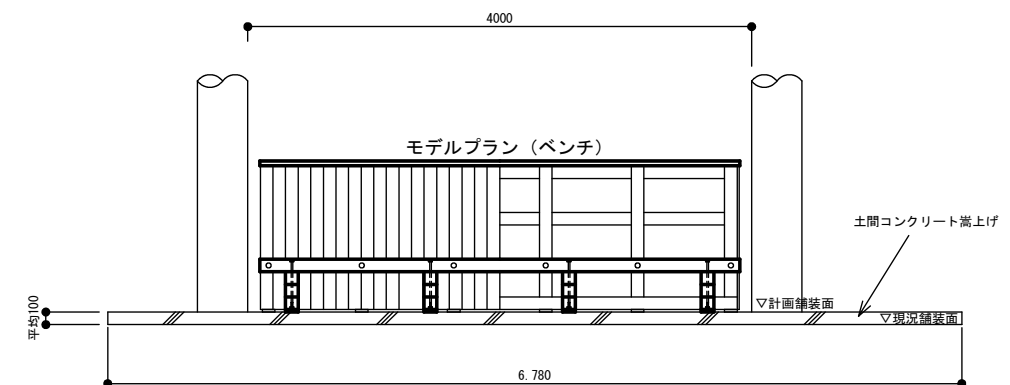 4000
モデルプラン（ベンチ）
土間コンクリート嵩上げ
▽計画舗装面
▽現況舗装面
平均100
6.780